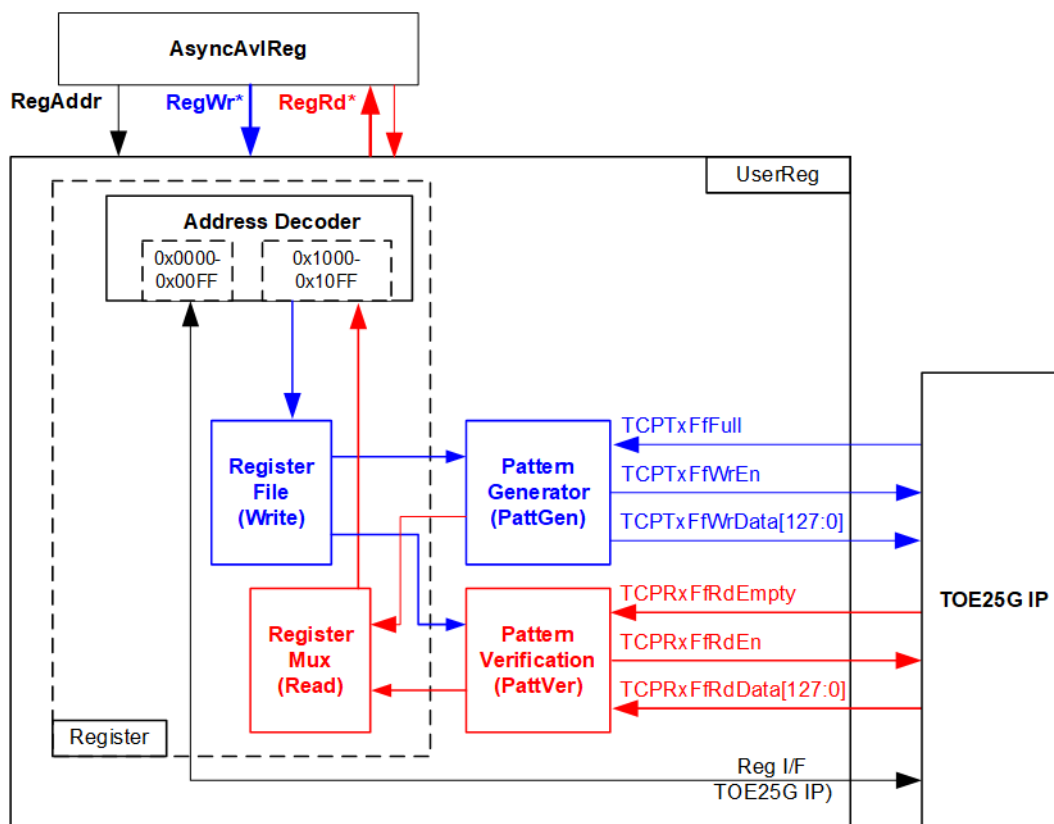 AsyncAvlReg
RegAddr
RegWr*
RegRd*
UserReg
Address Decoder
0x0000-
0x00FF
0x1000-
0x10FF
Register
File
(Write)
Pattern
Generator
(PattGen)
TCPTxFfFull
TCPTxFfWrEn
TCPTxFfWrData[127:0]
Register
Mux
(Read)
Pattern
Verification
(PattVer)
TCPRxFfRdEmpty
TCPRxFfRdEn
TCPRxFfRdData[127:0]
TOE25G IP
Register
Reg I/F
TOE25G IP)